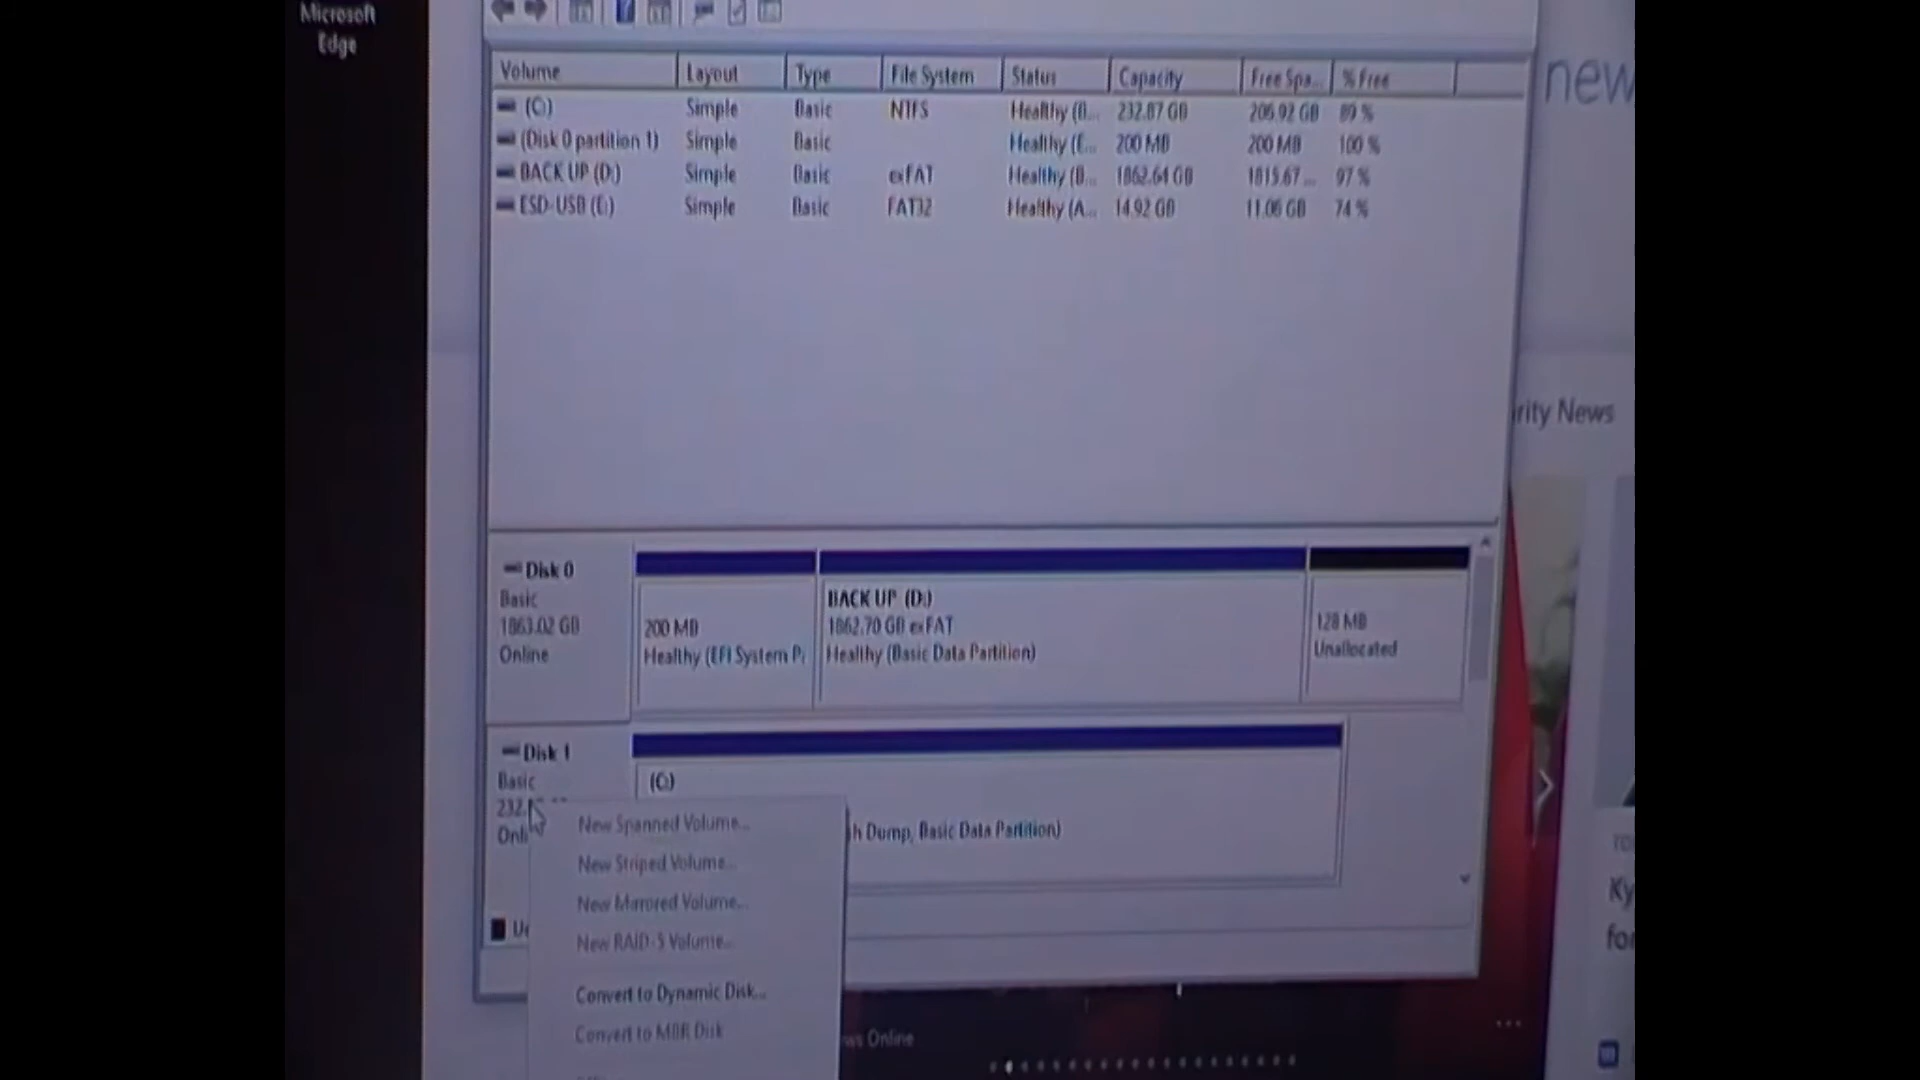 Microsoft
Edge
Volume Layout Type File System Status Capacity Free Spa... % Free
(C:) Simple Basic NTFS Healthy (B... 232.87 GB 206.92 GB 89 %
(Disk 0 partition 1) Simple Basic Healthy (E... 200 MB 200 MB 100 %
BACK UP (D:) Simple Basic exFAT Healthy (B... 1862.64 GB 1815.67 ... 97 %
ESD-USB (E:) Simple Basic FAT32 Healthy (A... 14.92 GB 11.06 GB 74 %
new
rity News
Disk 0
Basic
1863.02 GB
Online
200 MB
Healthy (EFI System P
BACK UP (D:)
1862.70 GB exFAT
Healthy (Basic Data Partition)
128 MB
Unallocated
Disk 1
Basic
232.
Onli
(C:)
sh Dump, Basic Data Partition)
New Spanned Volume...
New Striped Volume...
New Mirrored Volume...
New RAID-5 Volume...
Convert to Dynamic Disk...
Convert to MBR Disk
Ky
for
ws Online